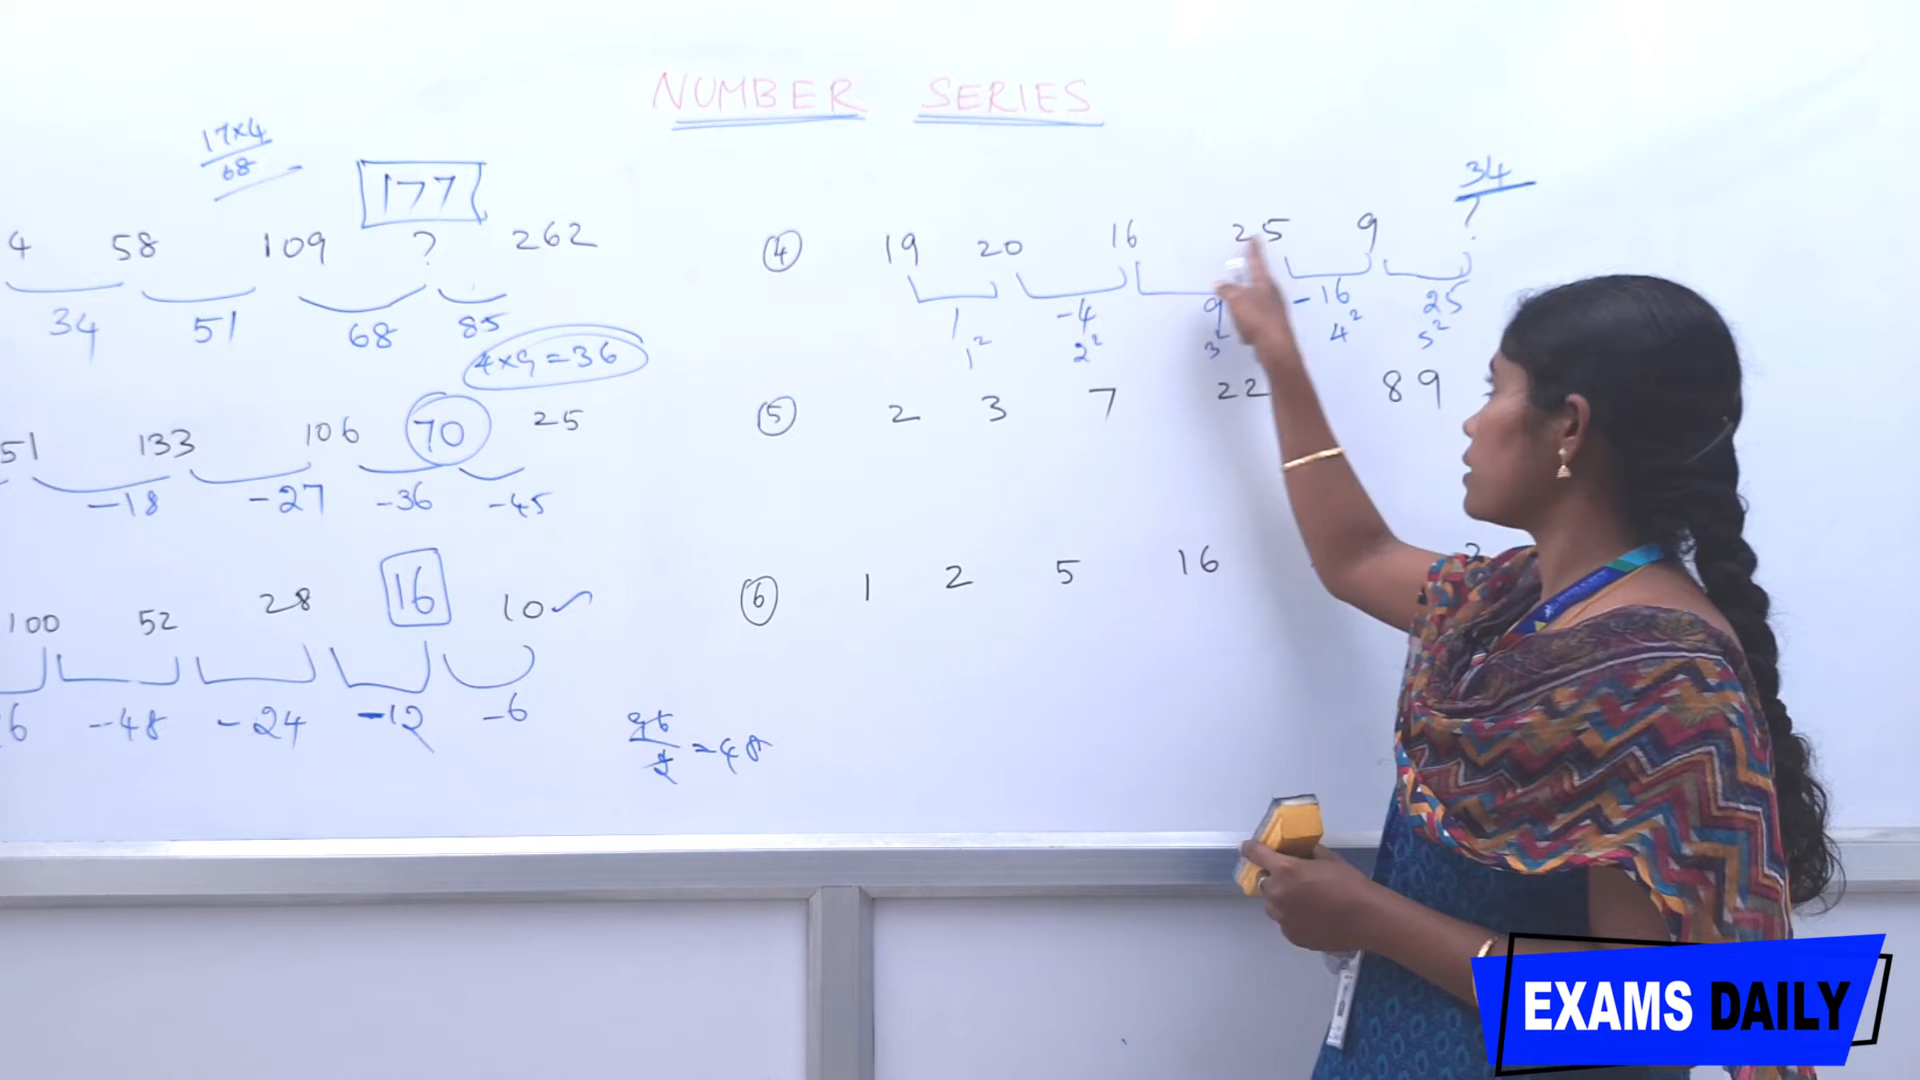 NUMBER SERIES
17×4
68
177
4 58 109 ? 262
34 51 68 85
4×9=36
51 133 106 70 25
-18 -27 -36 -45
100 52 28 16 10
6 -48 -24 -12 -6
96
2
=48
34
④ 19 20 16 25 9 ?
1 -4 9 -16 25
1² 2² 3² 4² 5²
⑤ 2 3 7 22 89
⑥ 1 2 5 16
EXAMS DAILY